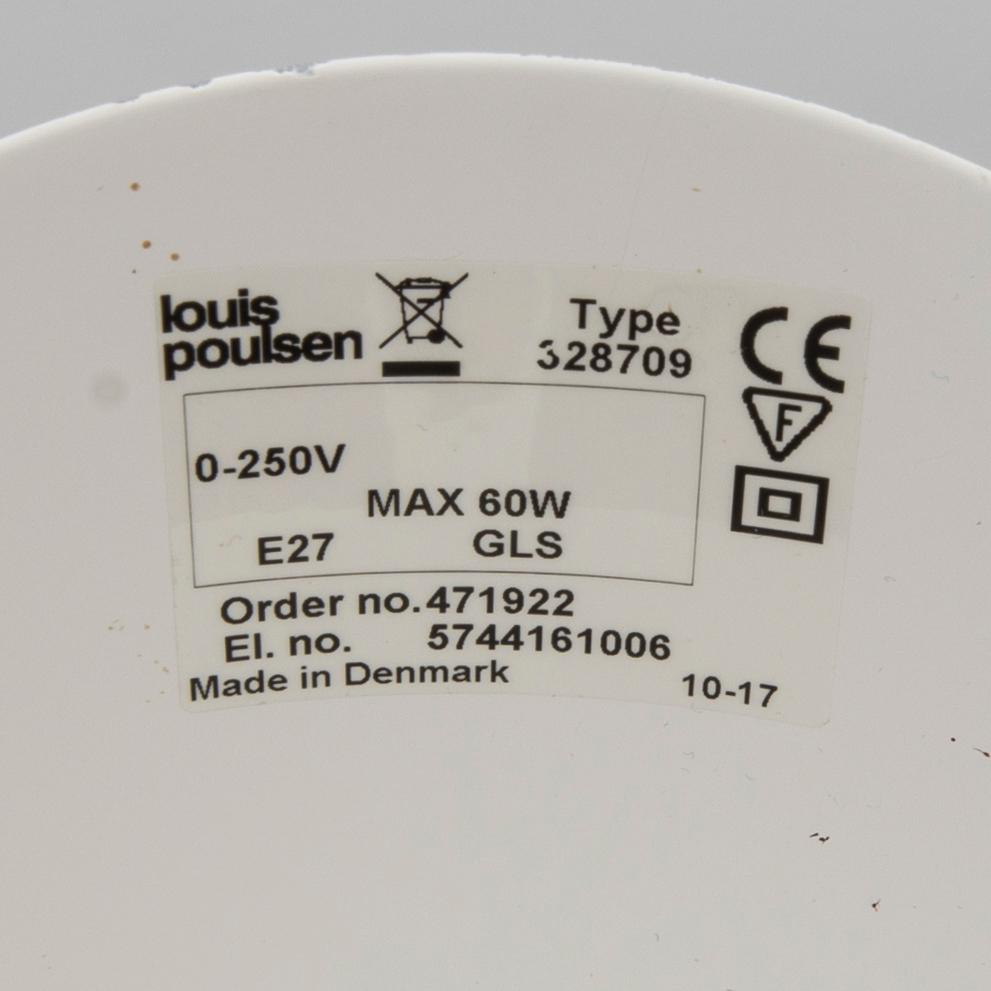 louis
poulsen
Type
328709
CE
F
0-250V
MAX 60W
E27 GLS
Order no. 471922
El. no. 5744161006
Made in Denmark 10-17